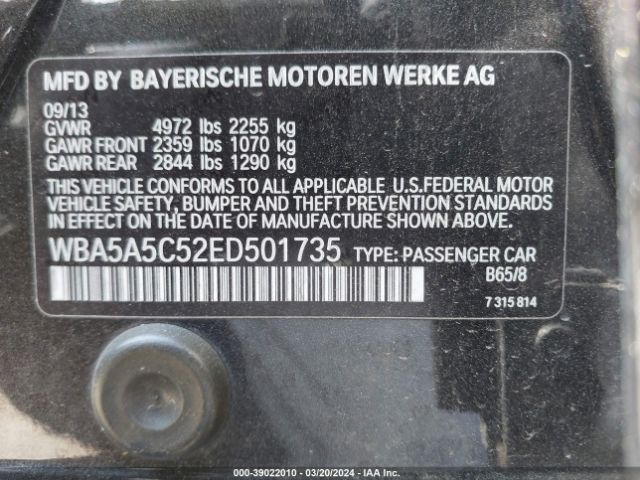 MFD BY BAYERISCHE MOTOREN WERKE AG
09/13
GVWR 4972 lbs 2255 kg
GAWR FRONT 2359 lbs 1070 kg
GAWR REAR 2844 lbs 1290 kg
THIS VEHICLE CONFORMS TO ALL APPLICABLE U.S.FEDERAL MOTOR
VEHICLE SAFETY, BUMPER AND THEFT PREVENTION STANDARDS
IN EFFECT ON THE DATE OF MANUFACTURE SHOWN ABOVE.
WBA5A5C52ED501735 TYPE: PASSENGER CAR
B65/8
7 315 814
000-39022010 - 03/20/2024 - IAA Inc.